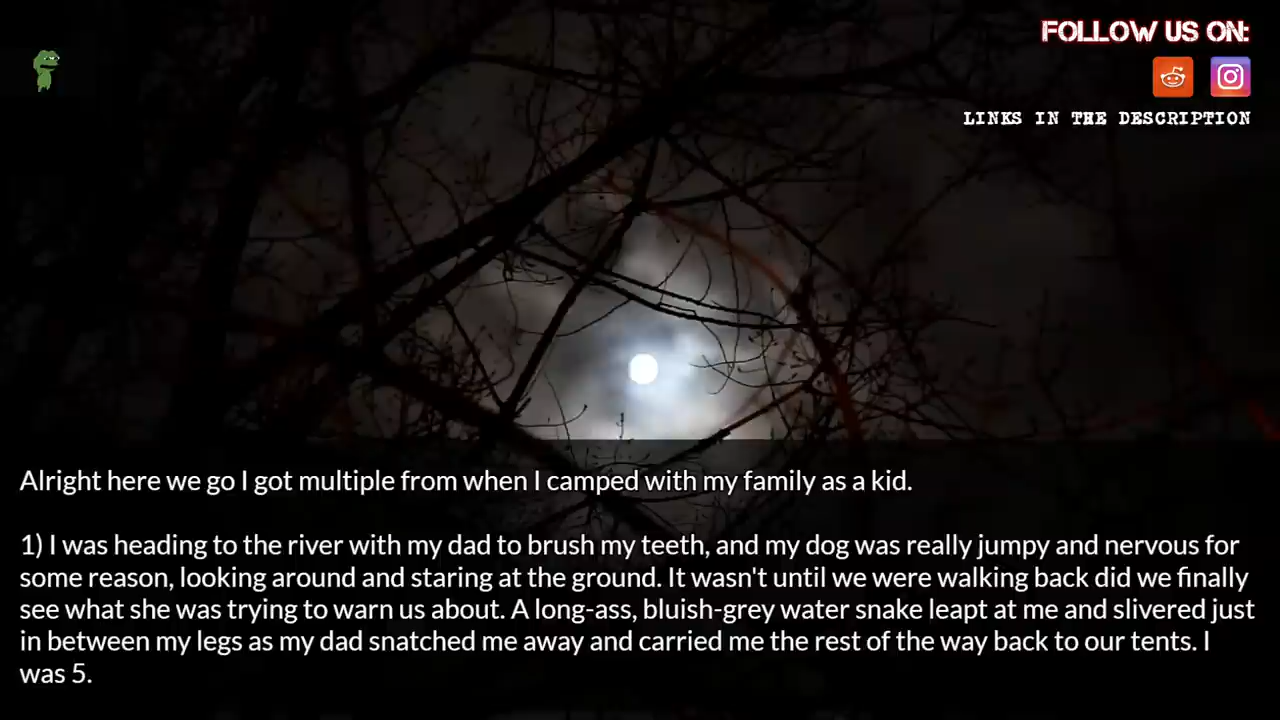 FOLLOW US ON:
LINKS IN THE DESCRIPTION
Alright here we go I got multiple from when I camped with my family as a kid.
1) I was heading to the river with my dad to brush my teeth, and my dog was really jumpy and nervous for
some reason, looking around and staring at the ground. It wasn't until we were walking back did we finally
see what she was trying to warn us about. A long-ass, bluish-grey water snake leapt at me and slivered just
in between my legs as my dad snatched me away and carried me the rest of the way back to our tents. I
was 5.